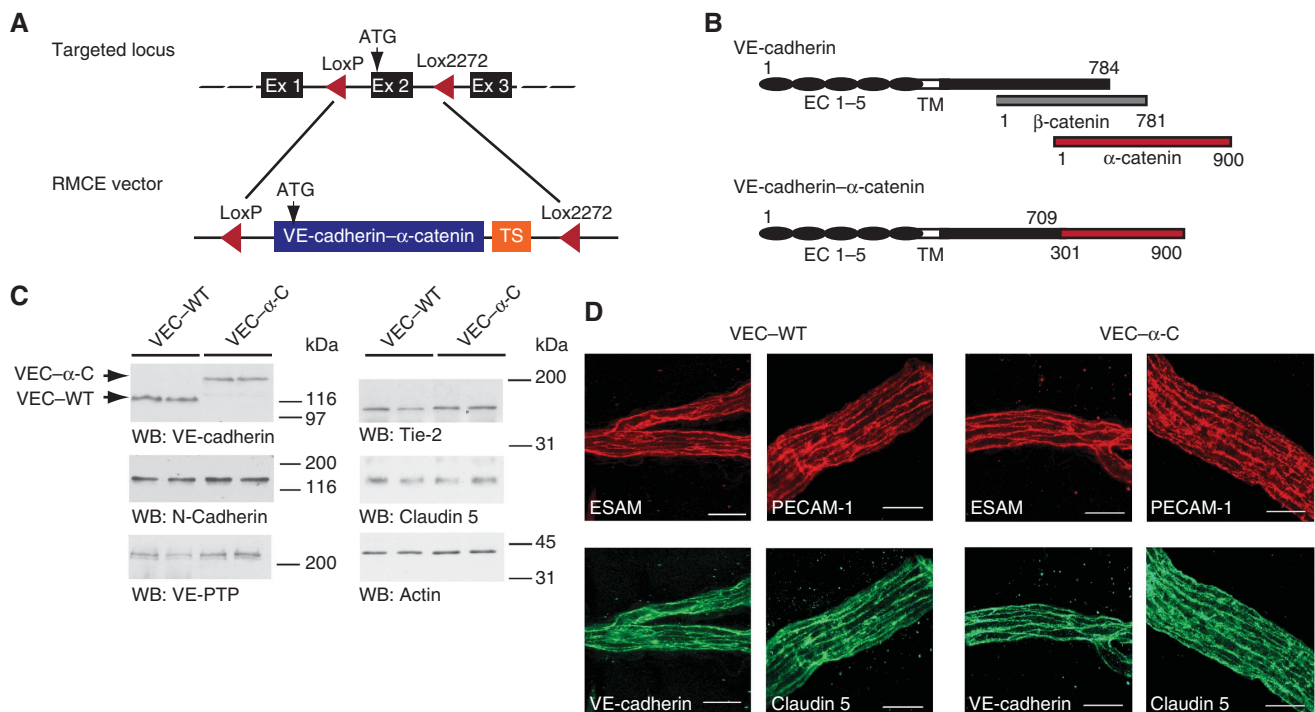 A
Targeted locus
ATG
LoxP
Lox2272
Ex 1
Ex 2
Ex 3
RMCE vector
ATG
LoxP
Lox2272
VE-cadherin–α-catenin
TS
B
VE-cadherin
1
784
EC 1–5
TM
1
β-catenin
781
1
α-catenin
900
VE-cadherin–α-catenin
1
709
EC 1–5
TM
301
900
C
VEC–WT
VEC–α-C
kDa
VEC–α-C
VEC–WT
116
97
WB: VE-cadherin
200
116
WB: N-Cadherin
200
WB: VE-PTP
VEC–WT
VEC–α-C
kDa
200
WB: Tie-2
31
WB: Claudin 5
45
31
WB: Actin
D
VEC–WT
VEC–α-C
ESAM
PECAM-1
ESAM
PECAM-1
VE-cadherin
Claudin 5
VE-cadherin
Claudin 5